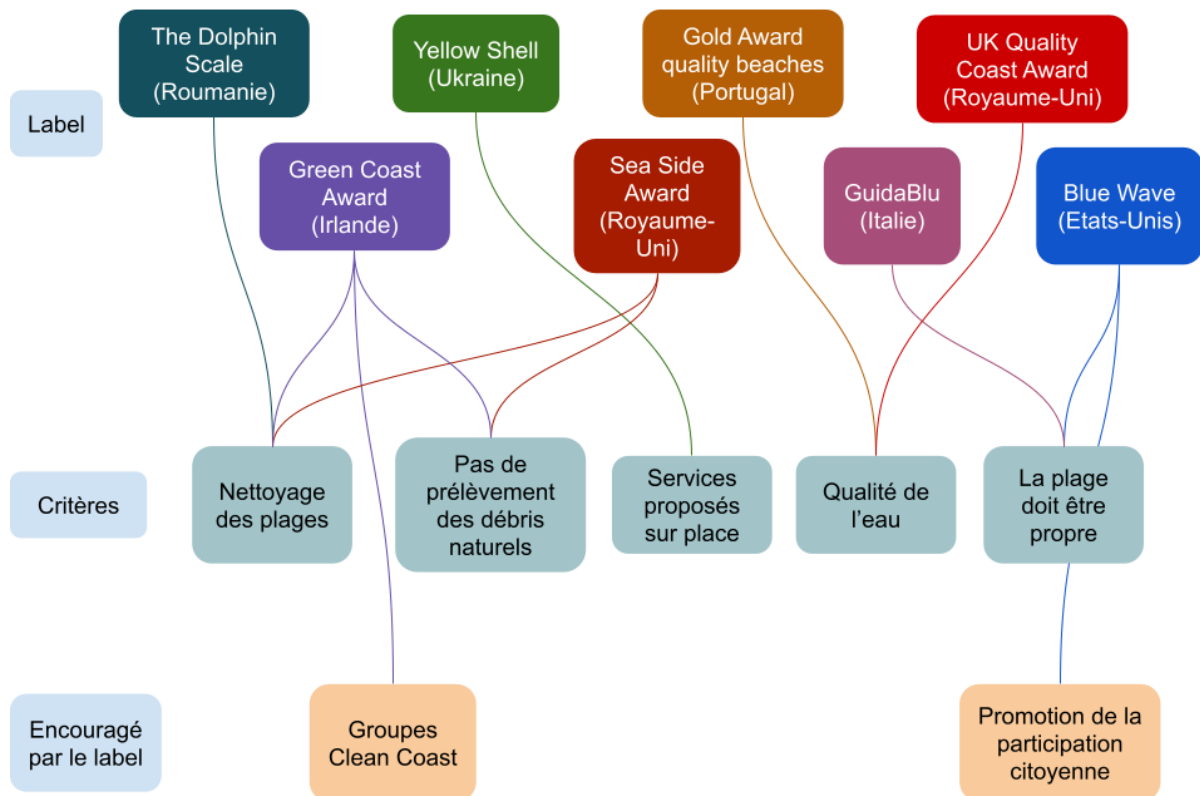 The Dolphin
Scale
(Roumanie)
Yellow Shell
(Ukraine)
Gold Award
quality beaches
(Portugal)
UK Quality
Coast Award
(Royaume-Uni)
Label
Green Coast
Award
(Irlande)
Sea Side
Award
(Royaume-
Uni)
GuidaBlu
(Italie)
Blue Wave
(Etats-Unis)
Critères
Nettoyage
des plages
Pas de
prélèvement
des débris
naturels
Services
proposés
sur place
Qualité de
l'eau
La plage
doit être
propre
Encouragé
par le label
Groupes
Clean Coast
Promotion de la
participation
citoyenne